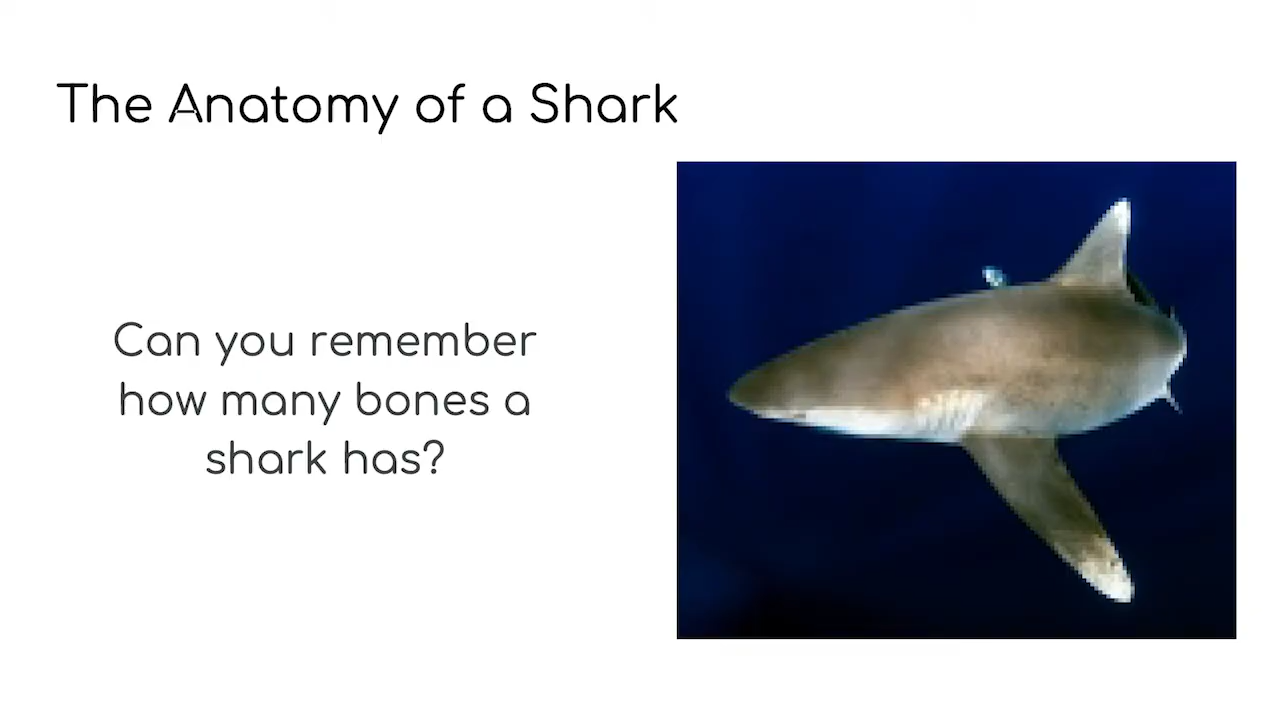 The Anatomy of a Shark
Can you remember
how many bones a
shark has?